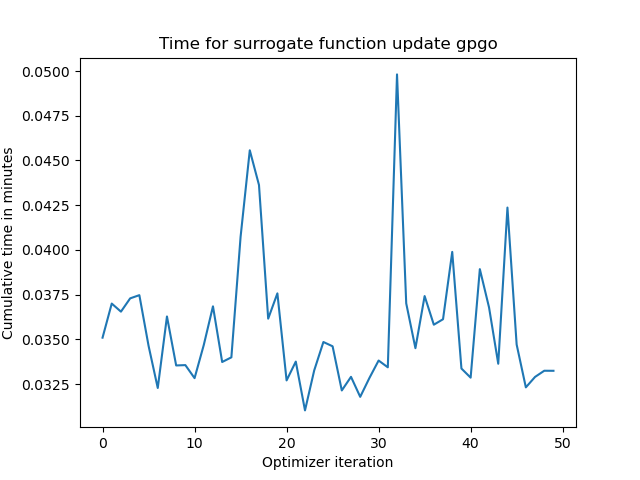 Time for surrogate function update gpgo
Cumulative time in minutes
0.0500
0.0475
0.0450
0.0425
0.0400
0.0375
0.0350
0.0325
0 10 20 30 40 50
Optimizer iteration